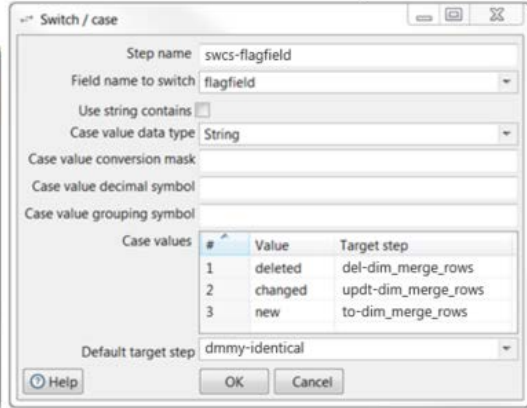 Switch / case
Step name swcs-flagfield
Field name to switch flagfield
Use string contains
Case value data type String
Case value conversion mask
Case value decimal symbol
Case value grouping symbol
Case values # Value Target step
1 deleted del-dim_merge_rows
2 changed updt-dim_merge_rows
3 new to-dim_merge_rows
Default target step dmmy-identical
Help OK Cancel